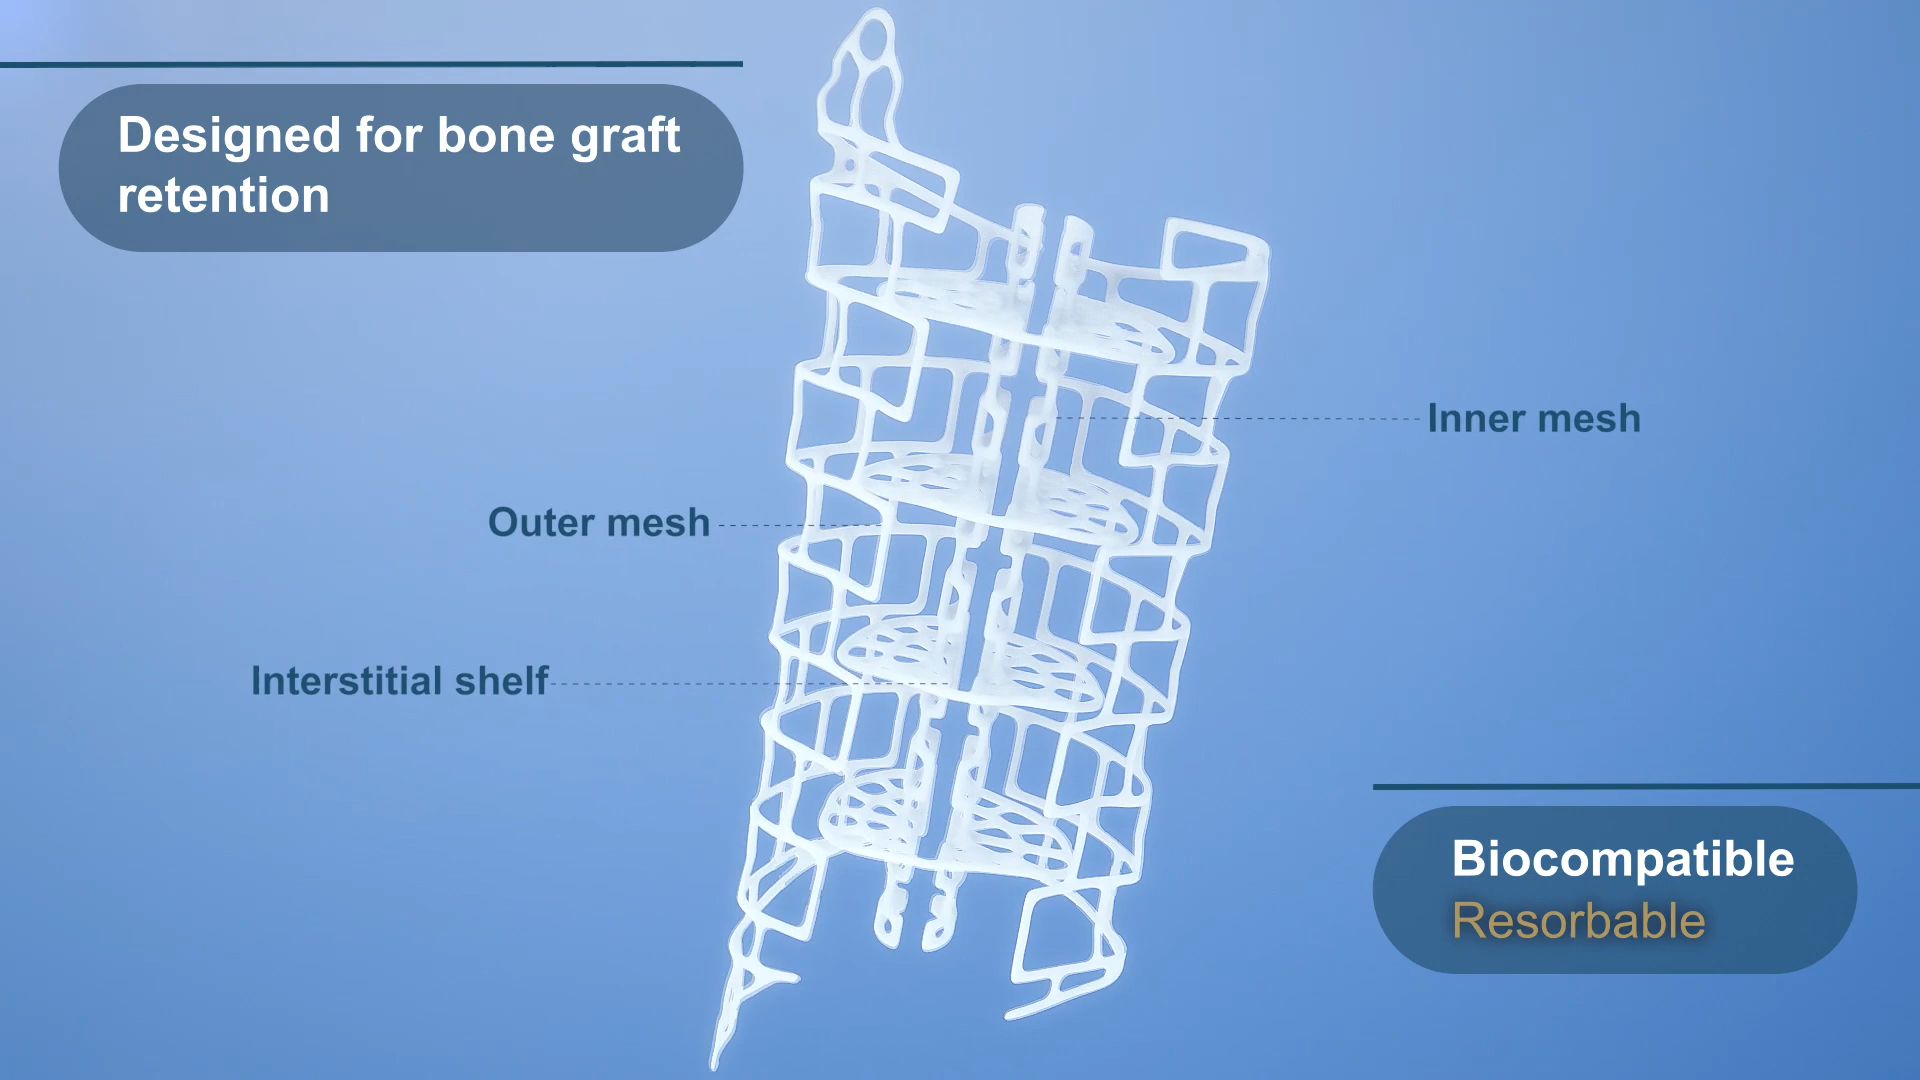 Designed for bone graft
retention
Inner mesh
Outer mesh
Interstitial shelf
Biocompatible
Resorbable